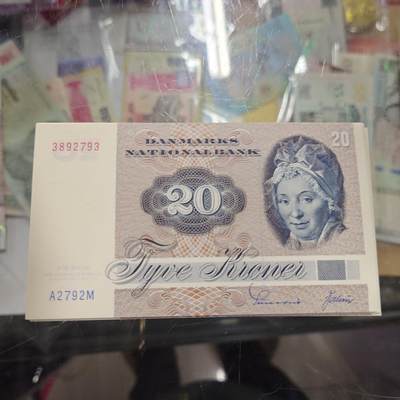 3892793
DANMARKS
NATIONALBANK
20
20
Tyve Kroner
A2792M